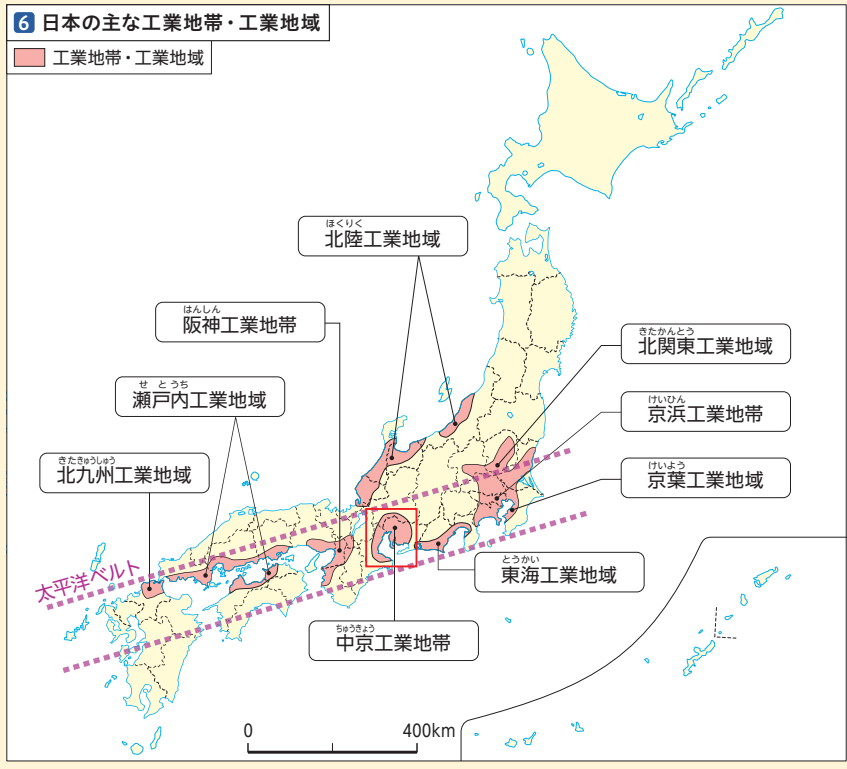 6 日本の主な工業地帯・工業地域
工業地帯・工業地域
ほくりく
北陸工業地域
はんしん
阪神工業地帯
せとうち
瀬戸内工業地域
きたきゅうしゅう
北九州工業地域
きたかんとう
北関東工業地域
けいひん
京浜工業地帯
けいよう
京葉工業地域
とうかい
東海工業地域
ちゅうきょう
中京工業地帯
太平洋ベルト
0 400km